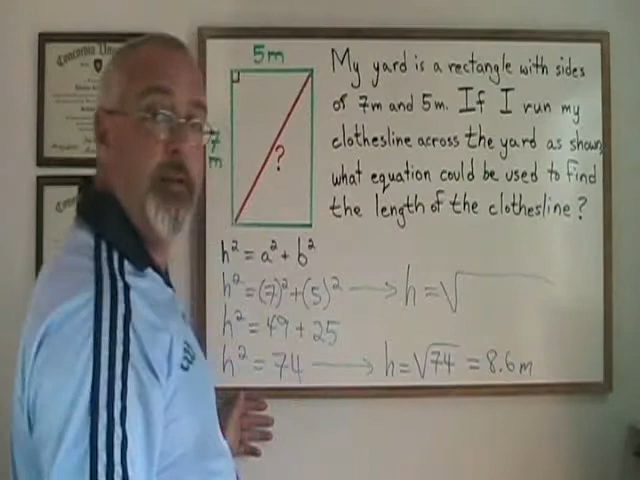 Concordia
5m
7
m
?
My yard is a rectangle with sides
of 7m and 5m. If I run my
clothesline across the yard as shown,
what equation could be used to find
the length of the clothesline?
h² = a² + b²
h² = (7)² + (5)² → h = √
h² = 49 + 25
h² = 74 → h = √74 = 8.6m